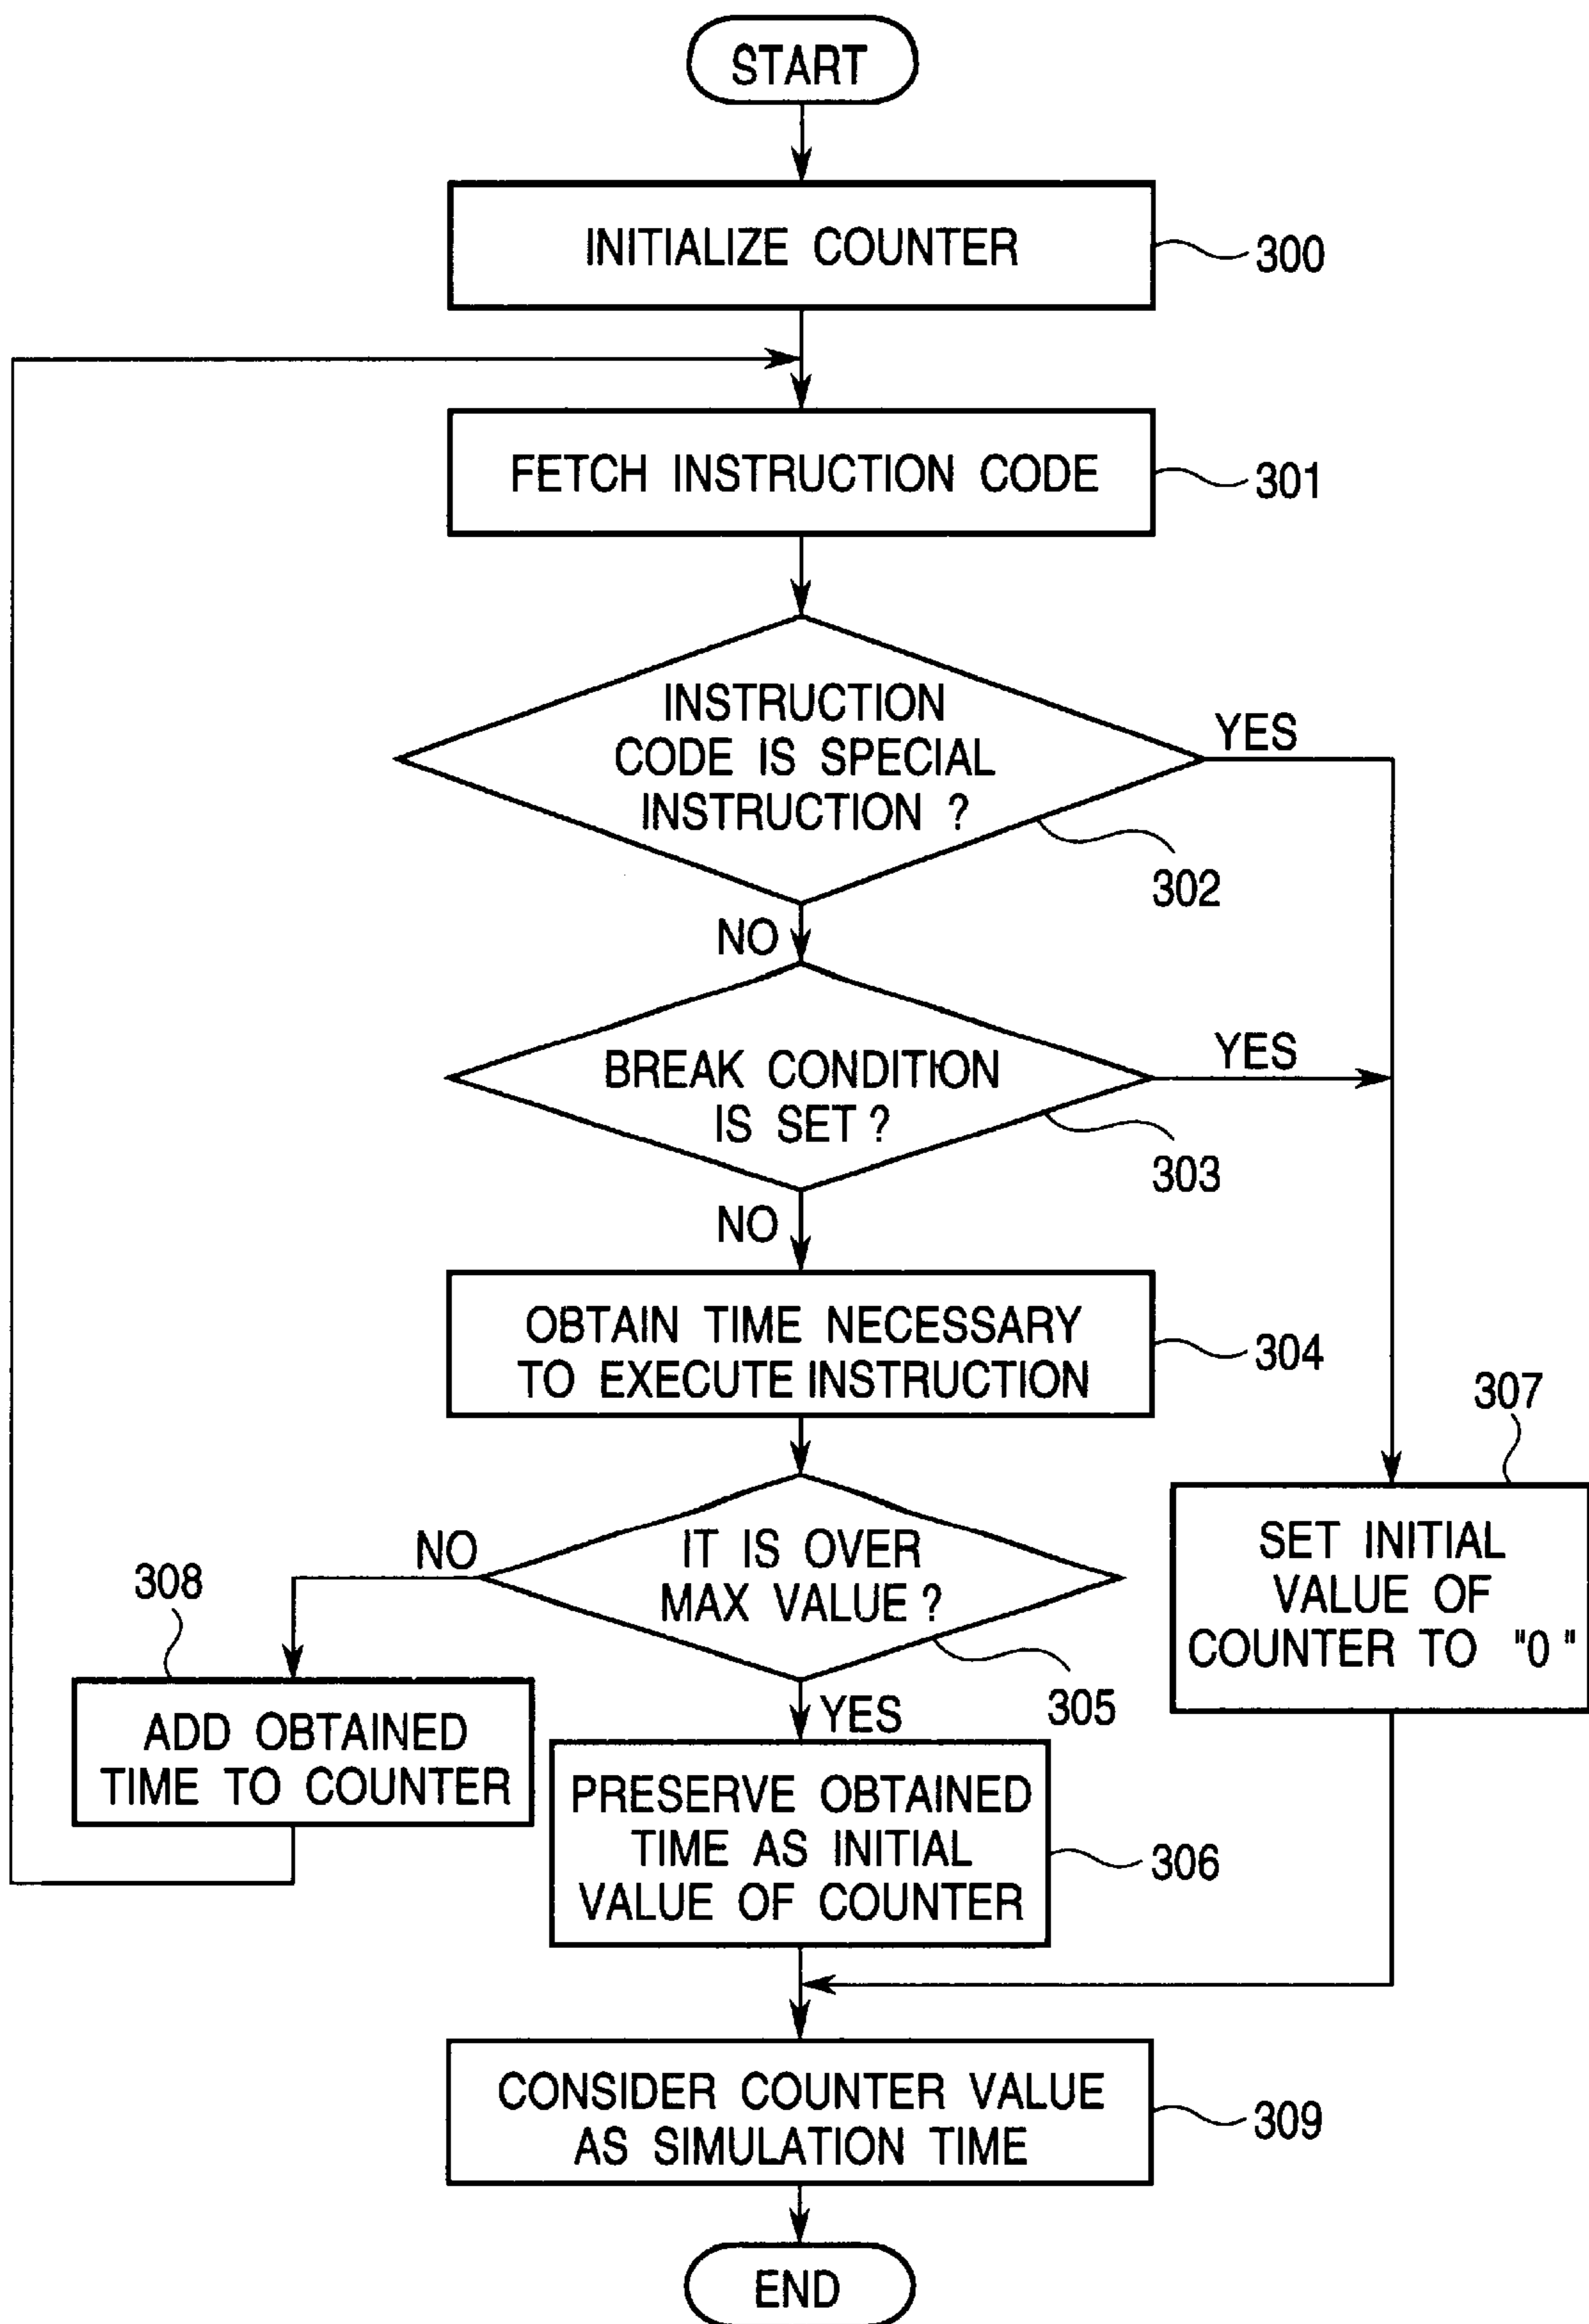 START
INITIALIZE COUNTER
300
FETCH INSTRUCTION CODE
301
INSTRUCTION
CODE IS SPECIAL
INSTRUCTION ?
YES
302
NO
BREAK CONDITION
IS SET ?
YES
303
NO
OBTAIN TIME NECESSARY
TO EXECUTE INSTRUCTION
304
307
IT IS OVER
MAX VALUE ?
NO
305
308
SET INITIAL
VALUE OF
COUNTER TO "0"
ADD OBTAINED
TIME TO COUNTER
YES
PRESERVE OBTAINED
TIME AS INITIAL
VALUE OF COUNTER
306
CONSIDER COUNTER VALUE
AS SIMULATION TIME
309
END